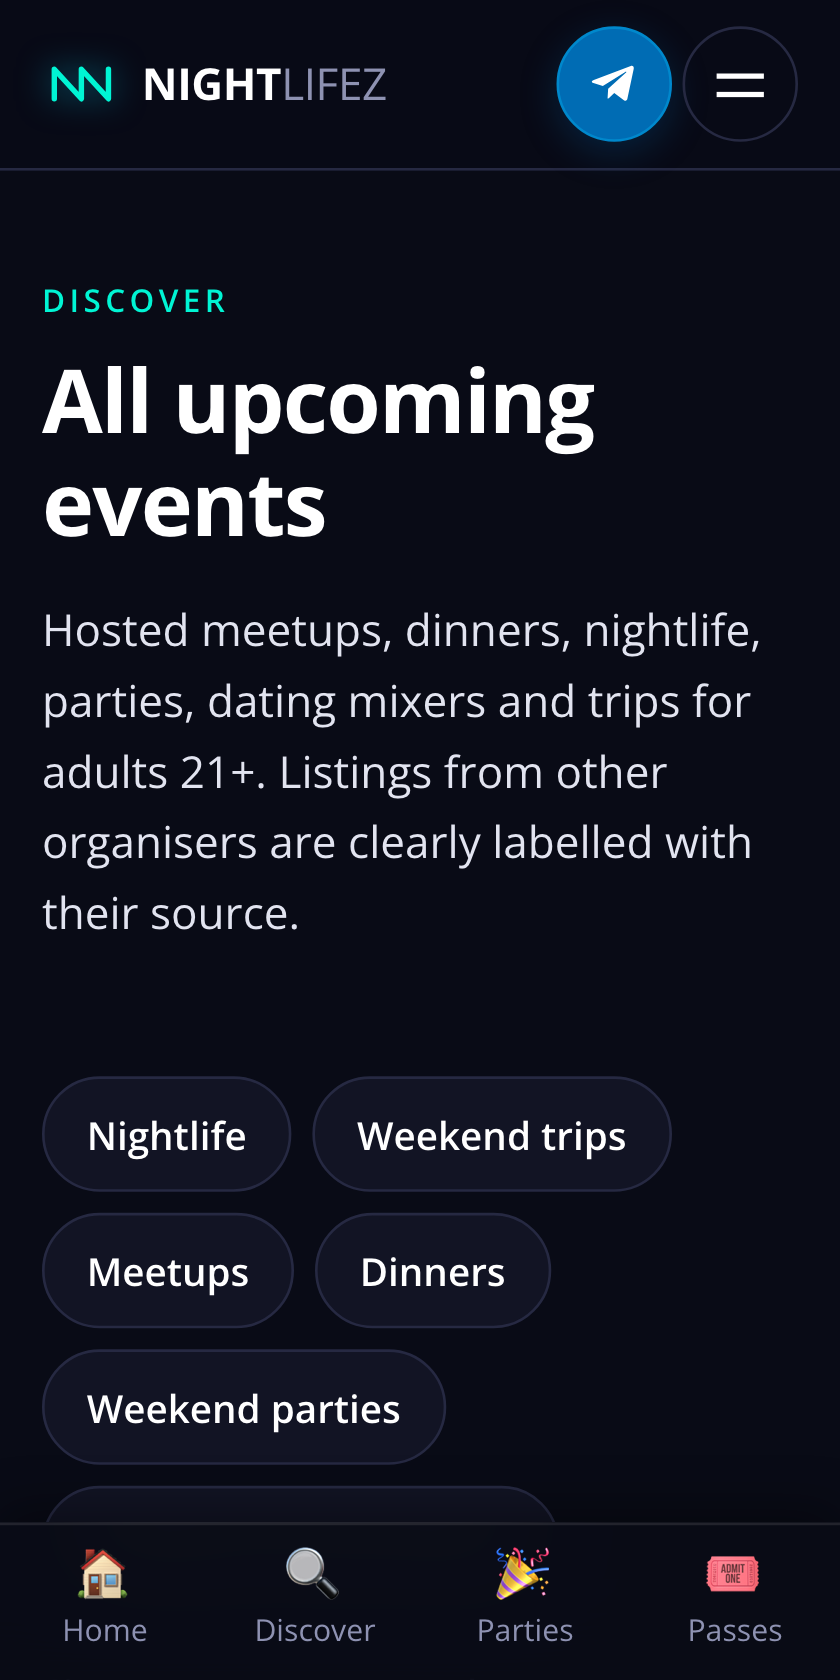 NIGHTLIFEZ
DISCOVER
All upcoming
events
Hosted meetups, dinners, nightlife,
parties, dating mixers and trips for
adults 21+. Listings from other
organisers are clearly labelled with
their source.
Nightlife
Weekend trips
Meetups
Dinners
Weekend parties
ADMIT
ONE
Home
Discover
Parties
Passes